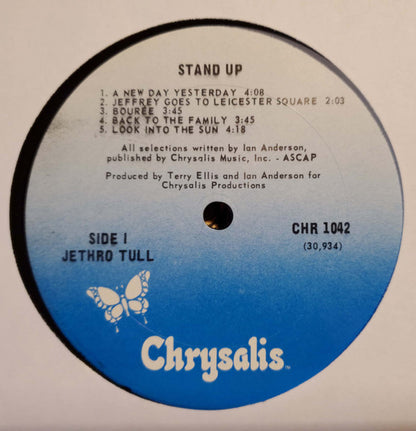 STAND UP
1. A NEW DAY YESTERDAY 4:08
2. JEFFREY GOES TO LEICESTER SQUARE 2:03
3. BOURÉE 3:45
4. BACK TO THE FAMILY 3:45
5. LOOK INTO THE SUN 4:18
All selections written by Ian Anderson,
published by Chrysalis Music, Inc. - ASCAP
Produced by Terry Ellis and Ian Anderson for
Chrysalis Productions
SIDE 1
JETHRO TULL
CHR 1042
(30,934)
Chrysalis™